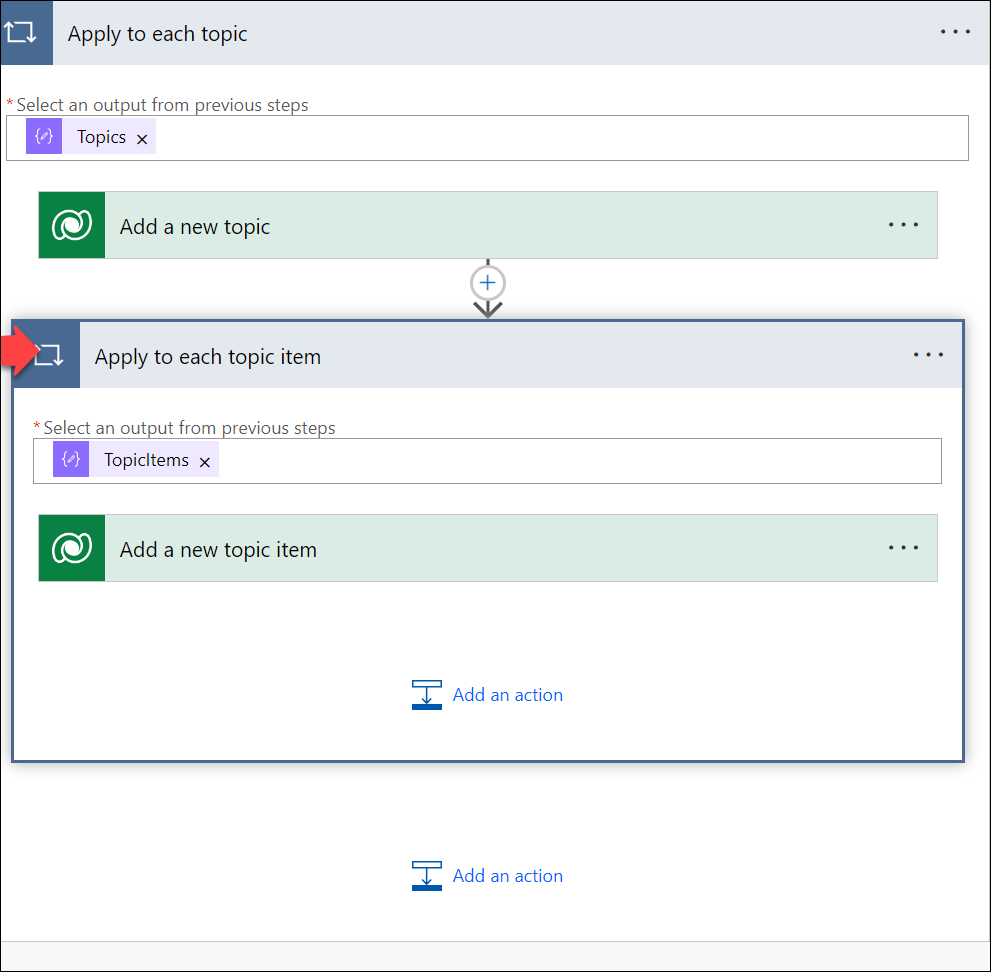 Apply to each topic
* Select an output from previous steps
Topics
Add a new topic
Apply to each topic item
* Select an output from previous steps
TopicItems
Add a new topic item
Add an action
Add an action